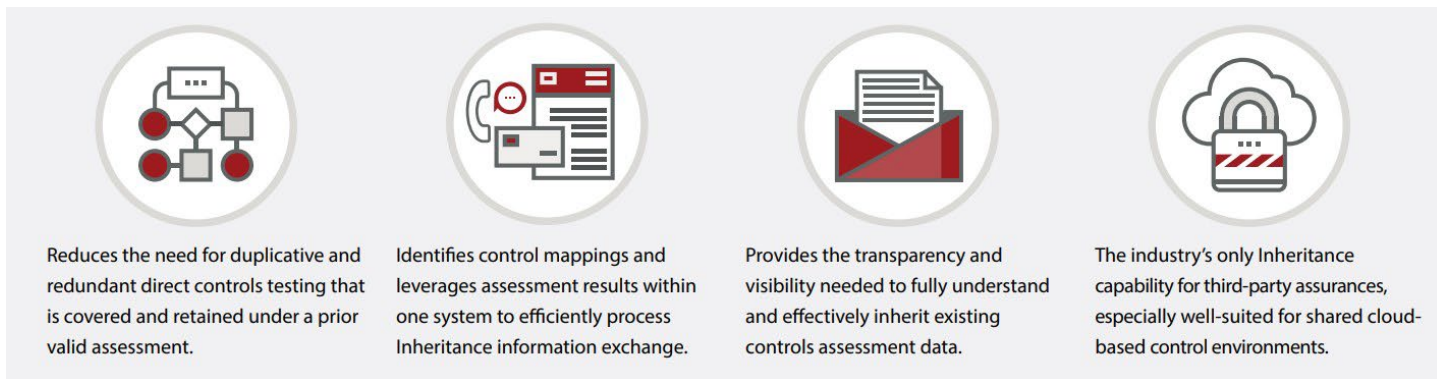 Reduces the need for duplicative and
redundant direct controls testing that
is covered and retained under a prior
valid assessment.
Identifies control mappings and
leverages assessment results within
one system to efficiently process
Inheritance information exchange.
Provides the transparency and
visibility needed to fully understand
and effectively inherit existing
controls assessment data.
The industry’s only Inheritance
capability for third-party assurances,
especially well-suited for shared cloud-
based control environments.